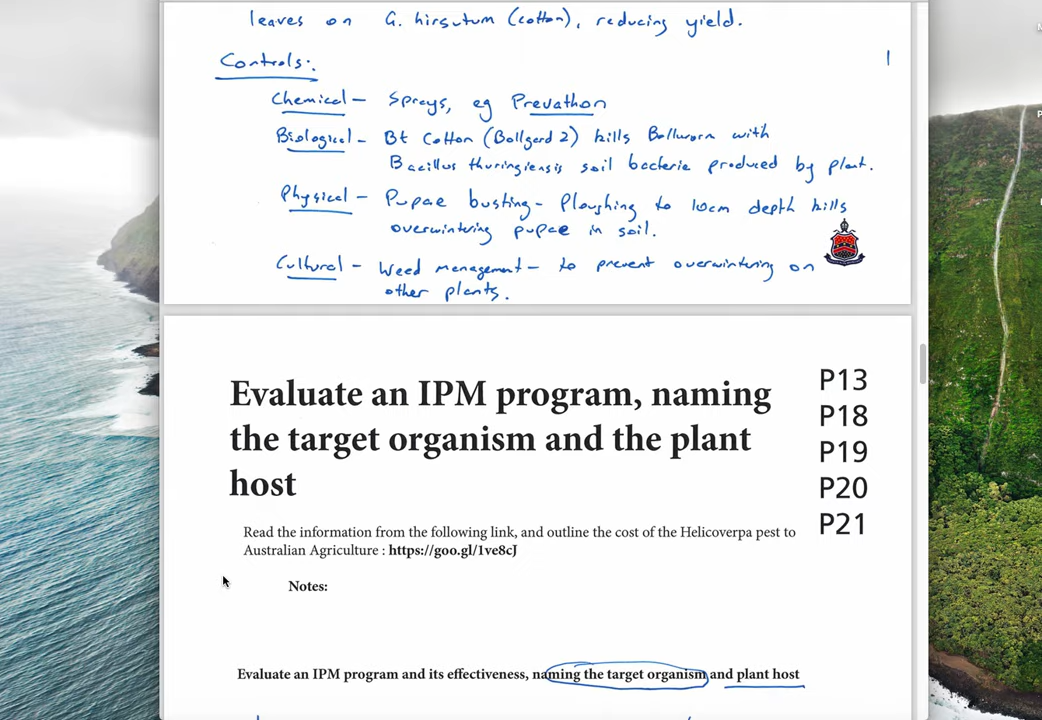 leaves on G. hirsutum (cotton), reducing yield.
Controls:.
1
Chemical - Sprays, eg Prevathon
Biological - Bt Cotton (Bollgard 2) kills Bollworm with
Bacillus thuringiensis soil bacteria produced by plant.
Physical - Pupae busting - Ploughing to 10cm depth kills
overwintering pupae in soil.
Cultural - Weed management - to prevent overwintering on
other plants.
Evaluate an IPM program, naming
the target organism and the plant
host
P13
P18
P19
P20
P21
Read the information from the following link, and outline the cost of the Helicoverpa pest to
Australian Agriculture : https://goo.gl/1ve8cJ
Notes:
Evaluate an IPM program and its effectiveness, naming the target organism and plant host